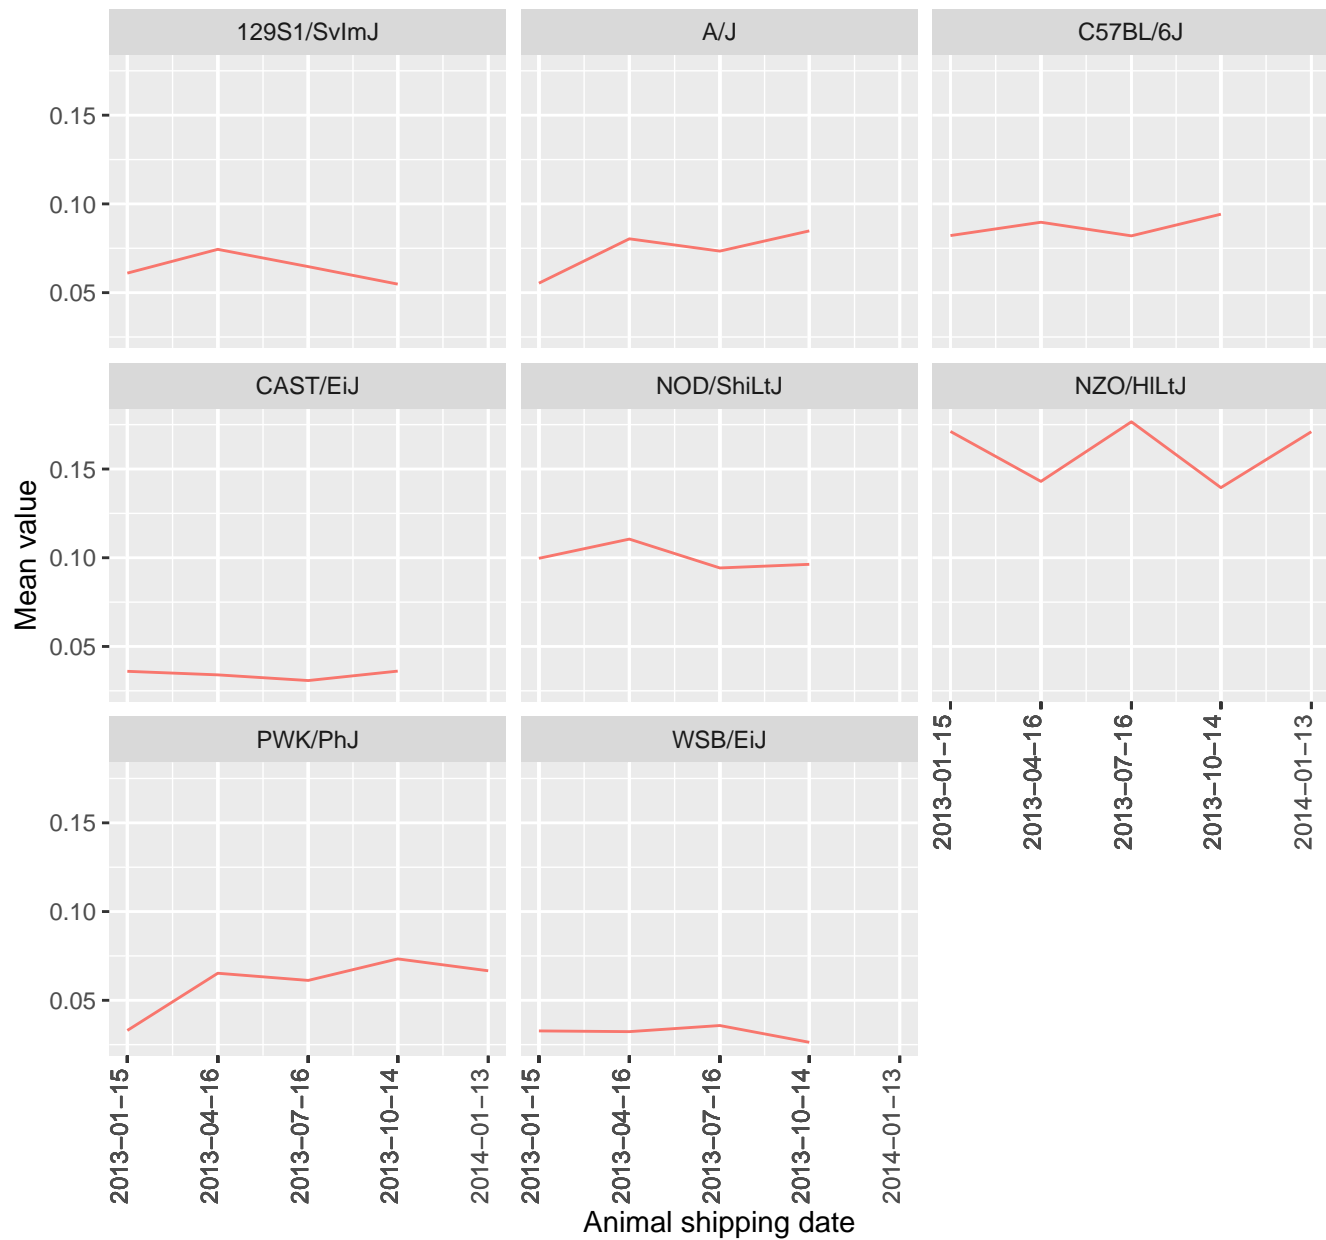 129S1/SvImJ
A/J
C57BL/6J
0.15
0.10
0.05
CAST/EiJ
NOD/ShiLtJ
NZO/HlLtJ
0.15
0.10
0.05
Mean value
2013−01−15
2013−04−16
2013−07−16
2013−10−14
2014−01−13
PWK/PhJ
WSB/EiJ
0.15
0.10
0.05
2013−01−15
2013−04−16
2013−07−16
2013−10−14
2014−01−13
2013−01−15
2013−04−16
2013−07−16
2013−10−14
2014−01−13
Animal shipping date